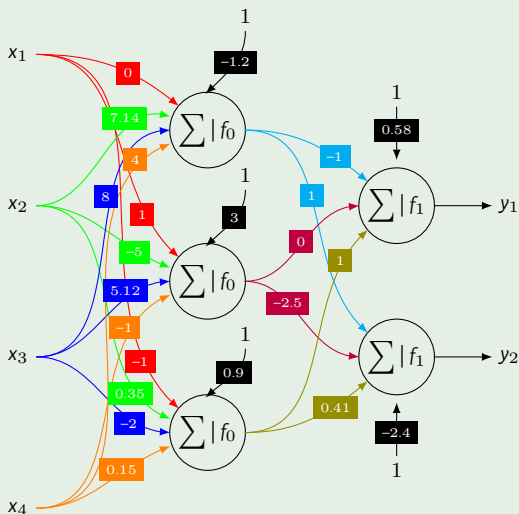 1
x1
-1.2
0
1
7.14
0.58
∑ | f0
4
-1
1
8
1
x2
1
3
∑ | f1
y1
0
-5
1
5.12
∑ | f0
-2.5
-1
1
x3
-1
0.9
∑ | f1
y2
0.35
0.41
-2
∑ | f0
-2.4
0.15
1
x4